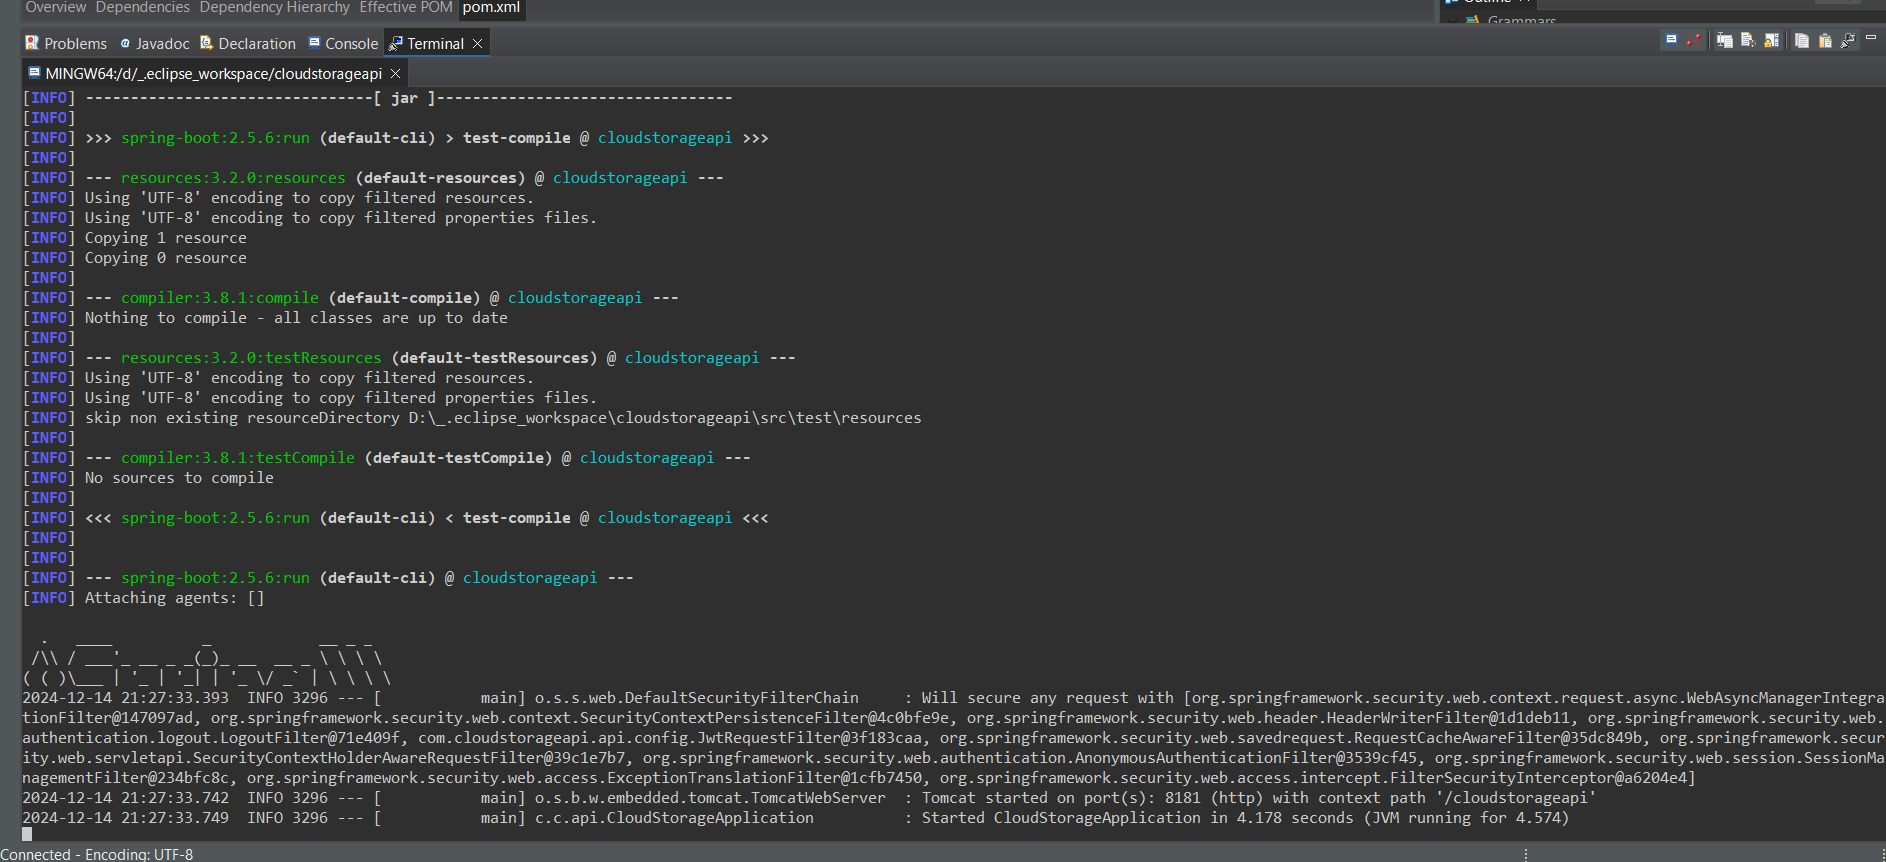 Overview Dependencies Dependency Hierarchy Effective POM pom.xml
Outline
Grammars
Problems Javadoc Declaration Console Terminal
MINGW64:/d/_.eclipse_workspace/cloudstorageapi
[INFO] --------------------------------[ jar ]---------------------------------
[INFO]
[INFO] >>> spring-boot:2.5.6:run (default-cli) > test-compile @ cloudstorageapi >>>
[INFO]
[INFO] --- resources:3.2.0:resources (default-resources) @ cloudstorageapi ---
[INFO] Using 'UTF-8' encoding to copy filtered resources.
[INFO] Using 'UTF-8' encoding to copy filtered properties files.
[INFO] Copying 1 resource
[INFO] Copying 0 resource
[INFO]
[INFO] --- compiler:3.8.1:compile (default-compile) @ cloudstorageapi ---
[INFO] Nothing to compile - all classes are up to date
[INFO]
[INFO] --- resources:3.2.0:testResources (default-testResources) @ cloudstorageapi ---
[INFO] Using 'UTF-8' encoding to copy filtered resources.
[INFO] Using 'UTF-8' encoding to copy filtered properties files.
[INFO] skip non existing resourceDirectory D:\_.eclipse_workspace\cloudstorageapi\src\test\resources
[INFO]
[INFO] --- compiler:3.8.1:testCompile (default-testCompile) @ cloudstorageapi ---
[INFO] No sources to compile
[INFO]
[INFO] <<< spring-boot:2.5.6:run (default-cli) < test-compile @ cloudstorageapi <<<
[INFO]
[INFO]
[INFO] --- spring-boot:2.5.6:run (default-cli) @ cloudstorageapi ---
[INFO] Attaching agents: []
  .   ____          _            __ _ _
 /\\ / ___'_ __ _ _(_)_ __  __ _ \ \ \ \
( ( )\___ | '_ | '_| | '_ \/ _` | \ \ \ \
2024-12-14 21:27:33.393  INFO 3296 --- [           main] o.s.s.web.DefaultSecurityFilterChain     : Will secure any request with [org.springframework.security.web.context.request.async.WebAsyncManagerIntegra
tionFilter@147097ad, org.springframework.security.web.context.SecurityContextPersistenceFilter@4c0bfe9e, org.springframework.security.web.header.HeaderWriterFilter@1d1deb11, org.springframework.security.web.
authentication.logout.LogoutFilter@71e409f, com.cloudstorageapi.api.config.JwtRequestFilter@3f183caa, org.springframework.security.web.savedrequest.RequestCacheAwareFilter@35dc849b, org.springframework.secur
ity.web.servletapi.SecurityContextHolderAwareRequestFilter@39c1e7b7, org.springframework.security.web.authentication.AnonymousAuthenticationFilter@3539cf45, org.springframework.security.web.session.SessionMa
nagementFilter@234bfc8c, org.springframework.security.web.access.ExceptionTranslationFilter@1cfb7450, org.springframework.security.web.access.intercept.FilterSecurityInterceptor@a6204e4]
2024-12-14 21:27:33.742  INFO 3296 --- [           main] o.s.b.w.embedded.tomcat.TomcatWebServer  : Tomcat started on port(s): 8181 (http) with context path '/cloudstorageapi'
2024-12-14 21:27:33.749  INFO 3296 --- [           main] c.c.api.CloudStorageApplication          : Started CloudStorageApplication in 4.178 seconds (JVM running for 4.574)
Connected - Encoding: UTF-8